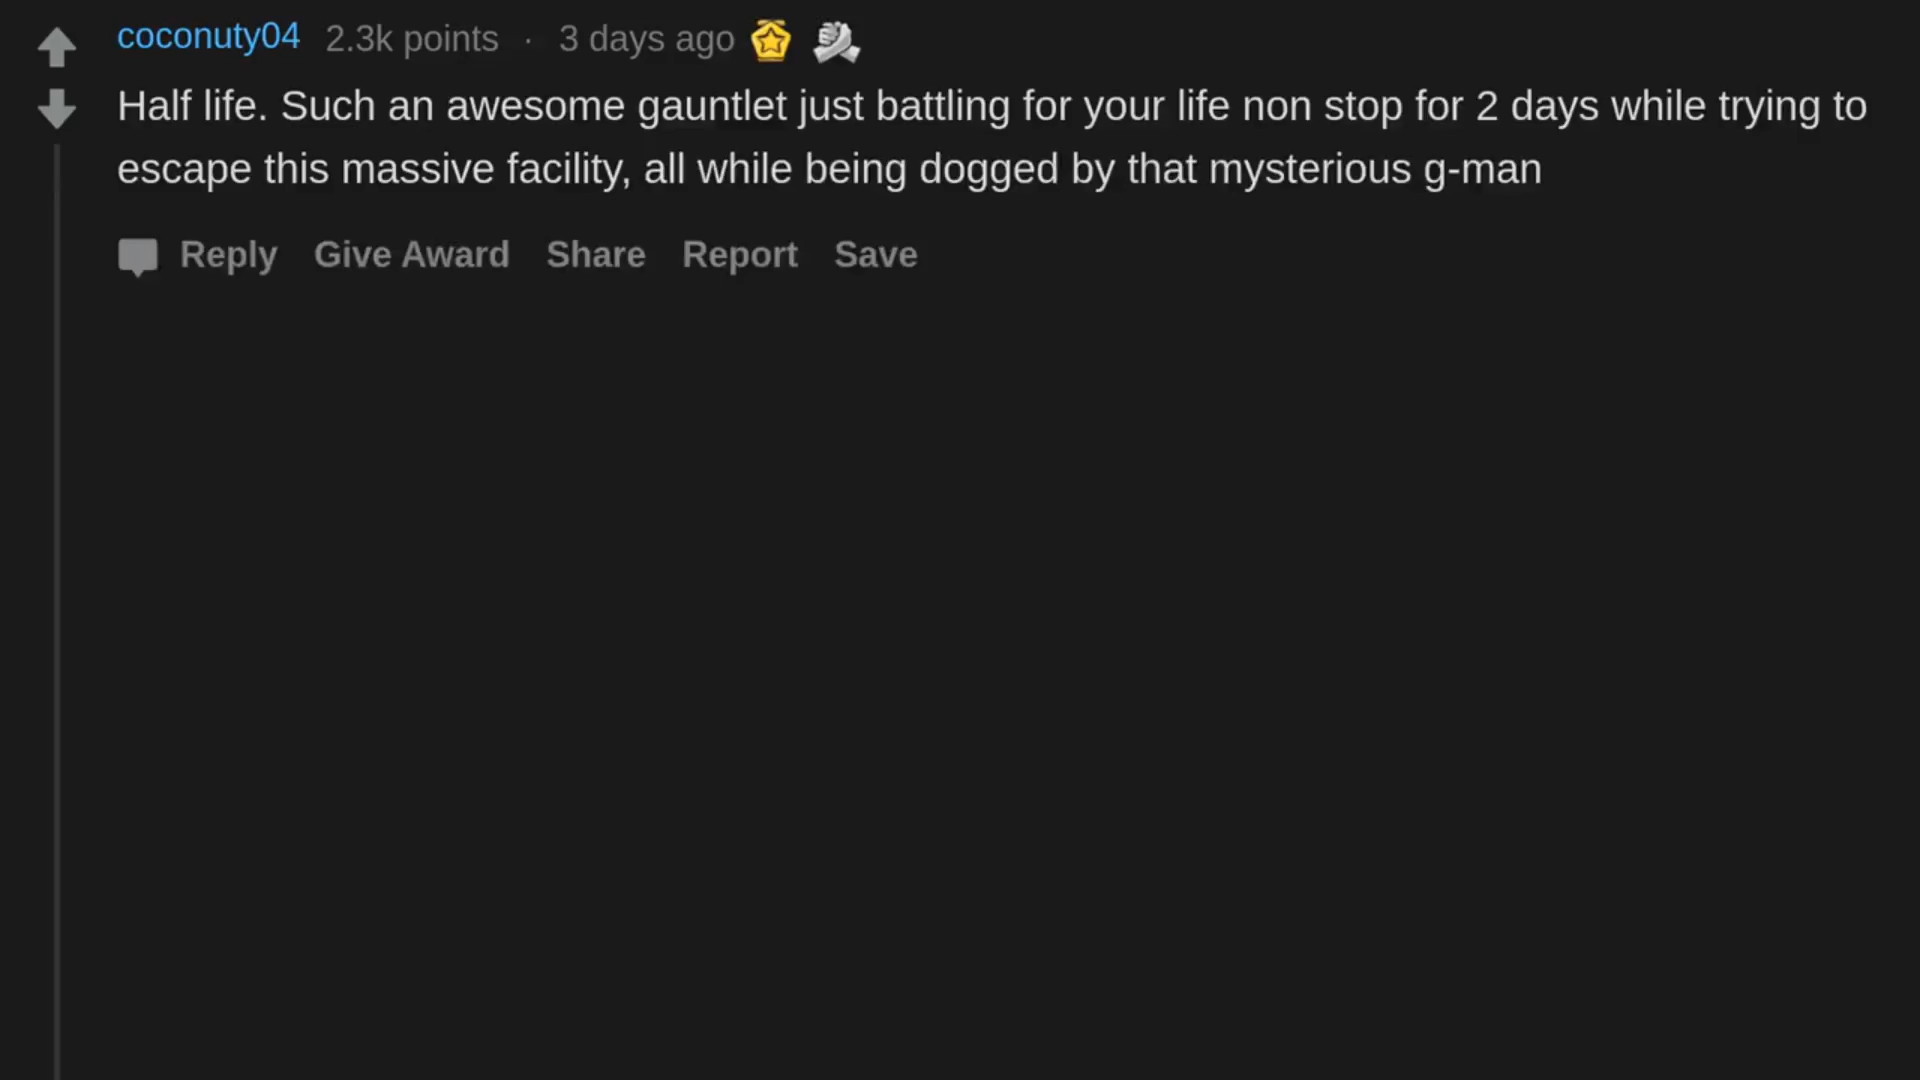 coconuty04 2.3k points · 3 days ago
Half life. Such an awesome gauntlet just battling for your life non stop for 2 days while trying to
escape this massive facility, all while being dogged by that mysterious g-man
Reply Give Award Share Report Save